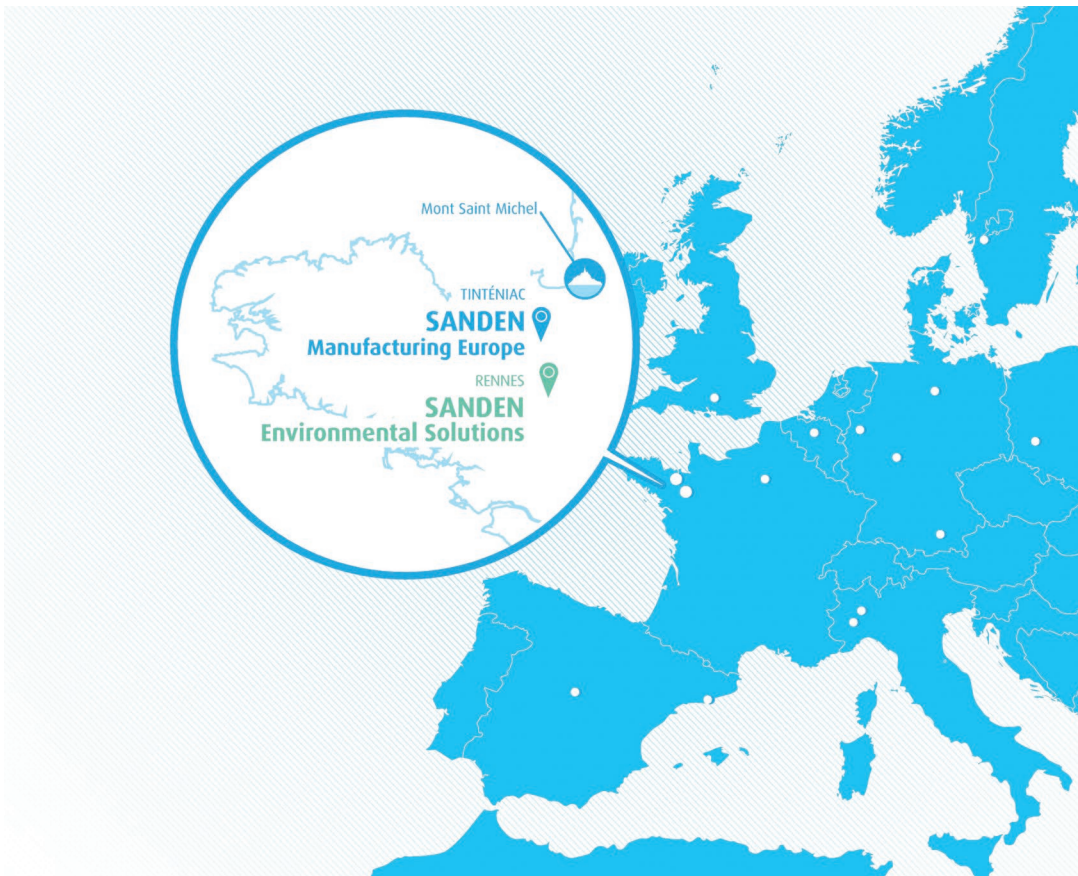 Mont Saint Michel
TINTÉNIAC
SANDEN
Manufacturing Europe
RENNES
SANDEN
Environmental Solutions